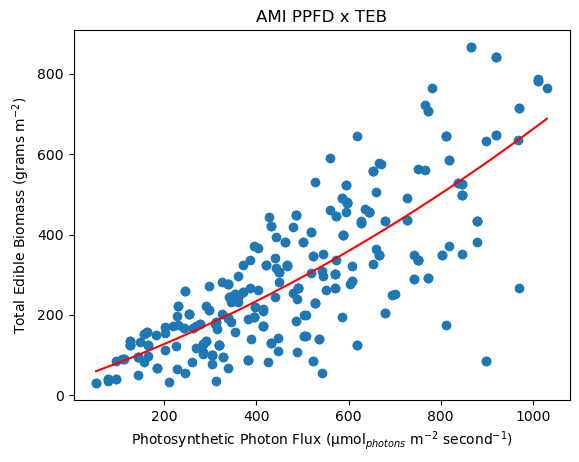 AMI PPFD x TEB
Total Edible Biomass (grams m⁻²)
800
600
400
200
0
200 400 600 800 1000
Photosynthetic Photon Flux (μmol_photons m⁻² second⁻¹)